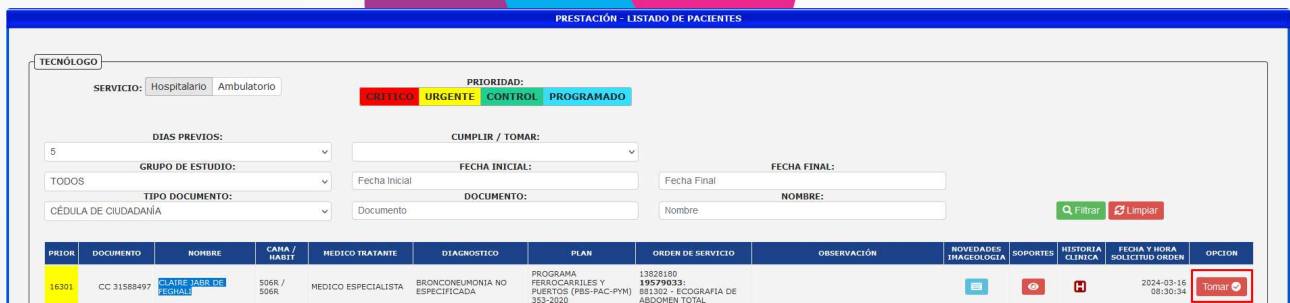 PRESTACIÓN - LISTADO DE PACIENTES
TECNÓLOGO
SERVICIO: Hospitalario Ambulatorio
PRIORIDAD:
CRITICO URGENTE CONTROL PROGRAMADO
DIAS PREVIOS: CUMPLIR / TOMAR:
5
GRUPO DE ESTUDIO: FECHA INICIAL: FECHA FINAL:
TODOS Fecha Inicial Fecha Final
TIPO DOCUMENTO: DOCUMENTO: NOMBRE:
CÉDULA DE CIUDADANÍA Documento Nombre Filtrar Limpiar
PRIOR DOCUMENTO NOMBRE CAMA / HABIT MEDICO TRATANTE DIAGNOSTICO PLAN ORDEN DE SERVICIO OBSERVACIÓN NOVEDADES IMAGEOLOGIA SOPORTES HISTORIA CLINICA FECHA Y HORA SOLICITUD ORDEN OPCION
16301 CC 31588497 CLAIRE JABR DE FEGHALI 506R / 506R MEDICO ESPECIALISTA BRONCONEUMONIA NO ESPECIFICADA PROGRAMA FERROCARRILES Y PUERTOS (PBS-PAC-PYM) 353-2020 13828180 19579033: 881302 - ECOGRAFIA DE ABDOMEN TOTAL H 2024-03-16 08:30:34 Tomar